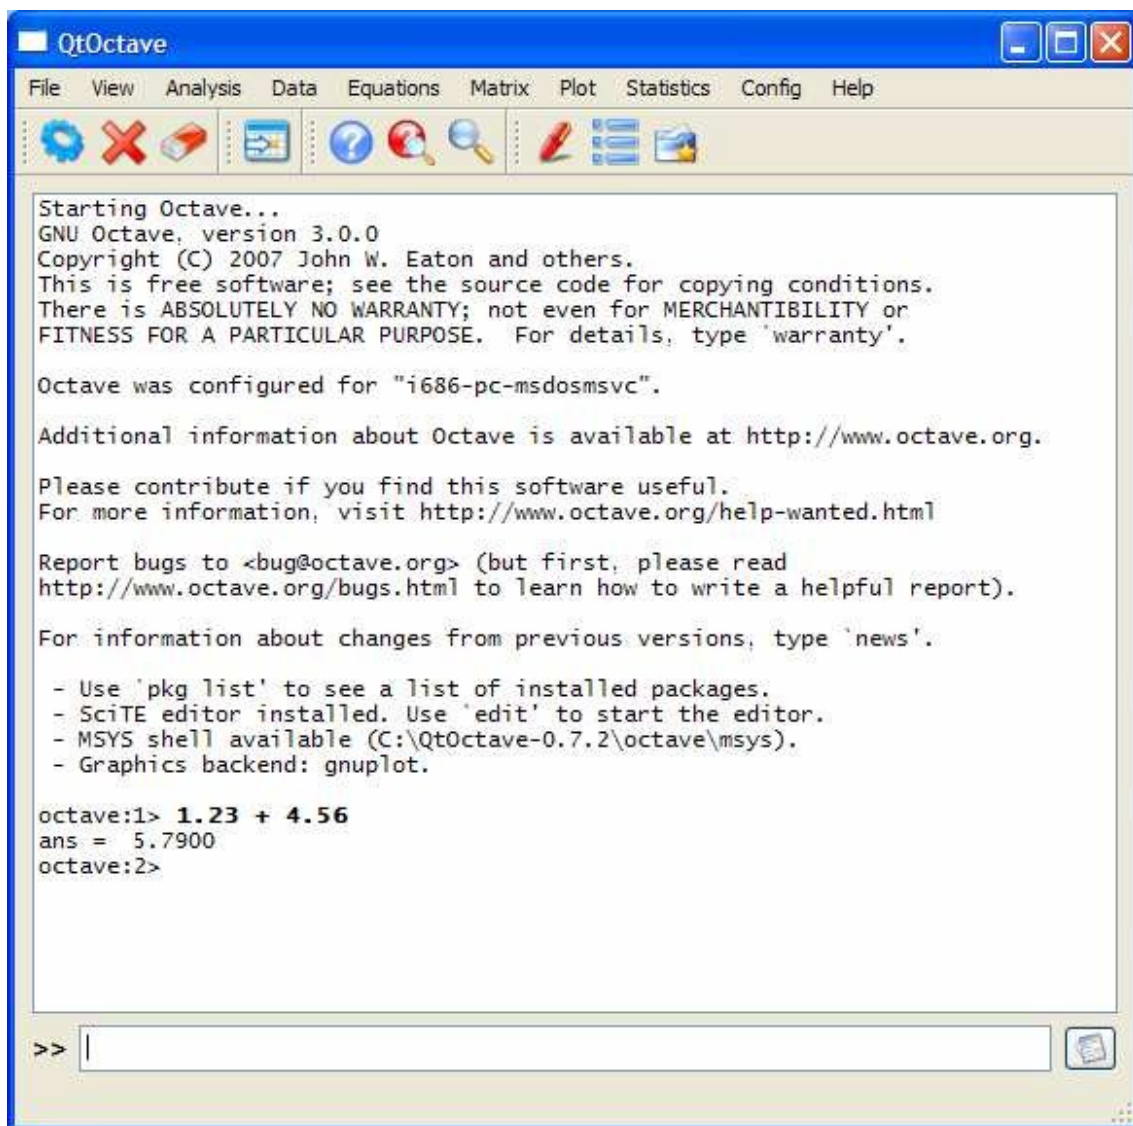 QtOctave
File View Analysis Data Equations Matrix Plot Statistics Config Help
Starting Octave...
GNU Octave, version 3.0.0
Copyright (C) 2007 John W. Eaton and others.
This is free software; see the source code for copying conditions.
There is ABSOLUTELY NO WARRANTY; not even for MERCHANTIBILITY or
FITNESS FOR A PARTICULAR PURPOSE.  For details, type `warranty'.
Octave was configured for "i686-pc-msdosmsvc".
Additional information about Octave is available at http://www.octave.org.
Please contribute if you find this software useful.
For more information, visit http://www.octave.org/help-wanted.html
Report bugs to <bug@octave.org> (but first, please read
http://www.octave.org/bugs.html to learn how to write a helpful report).
For information about changes from previous versions, type `news'.
- Use `pkg list' to see a list of installed packages.
- SciTE editor installed. Use `edit' to start the editor.
- MSYS shell available (C:\QtOctave-0.7.2\octave\msys).
- Graphics backend: gnuplot.
octave:1> 1.23 + 4.56
ans =  5.7900
octave:2>
>>